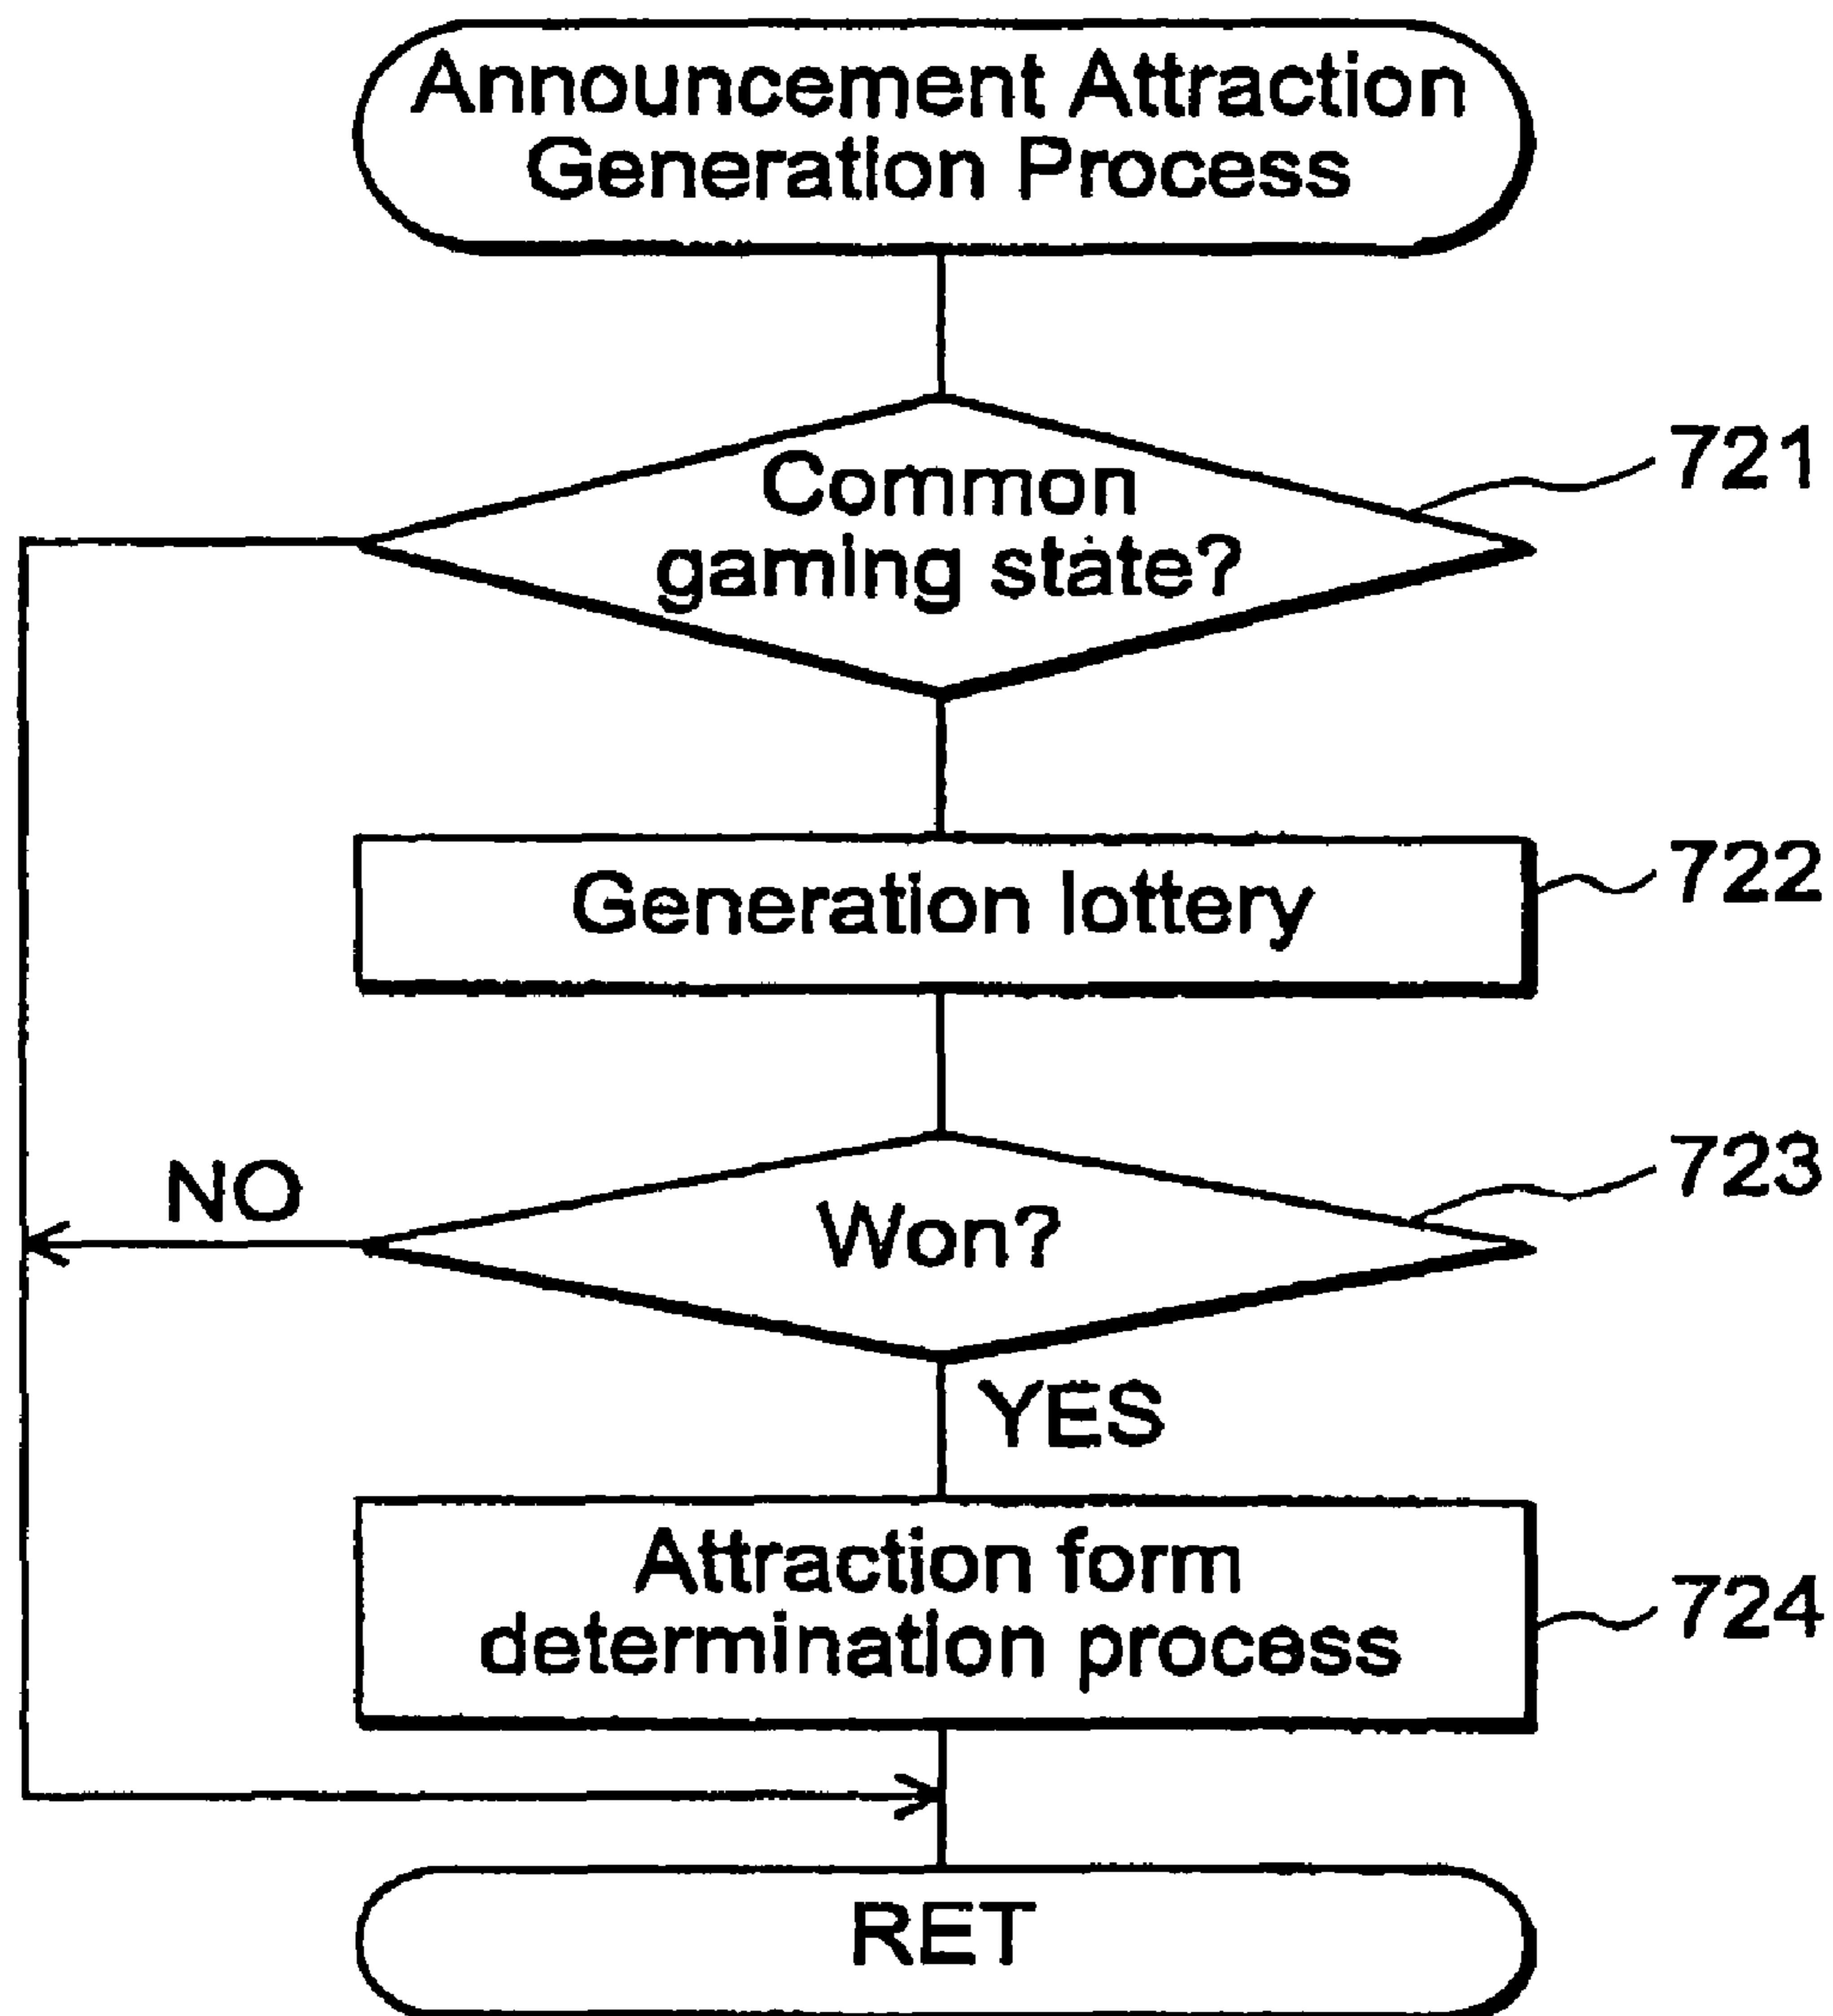 Announcement Attraction
Generation Process
Common
gaming state?
721
Generation lottery
722
Won?
723
NO
YES
Attraction form
determination process
724
RET